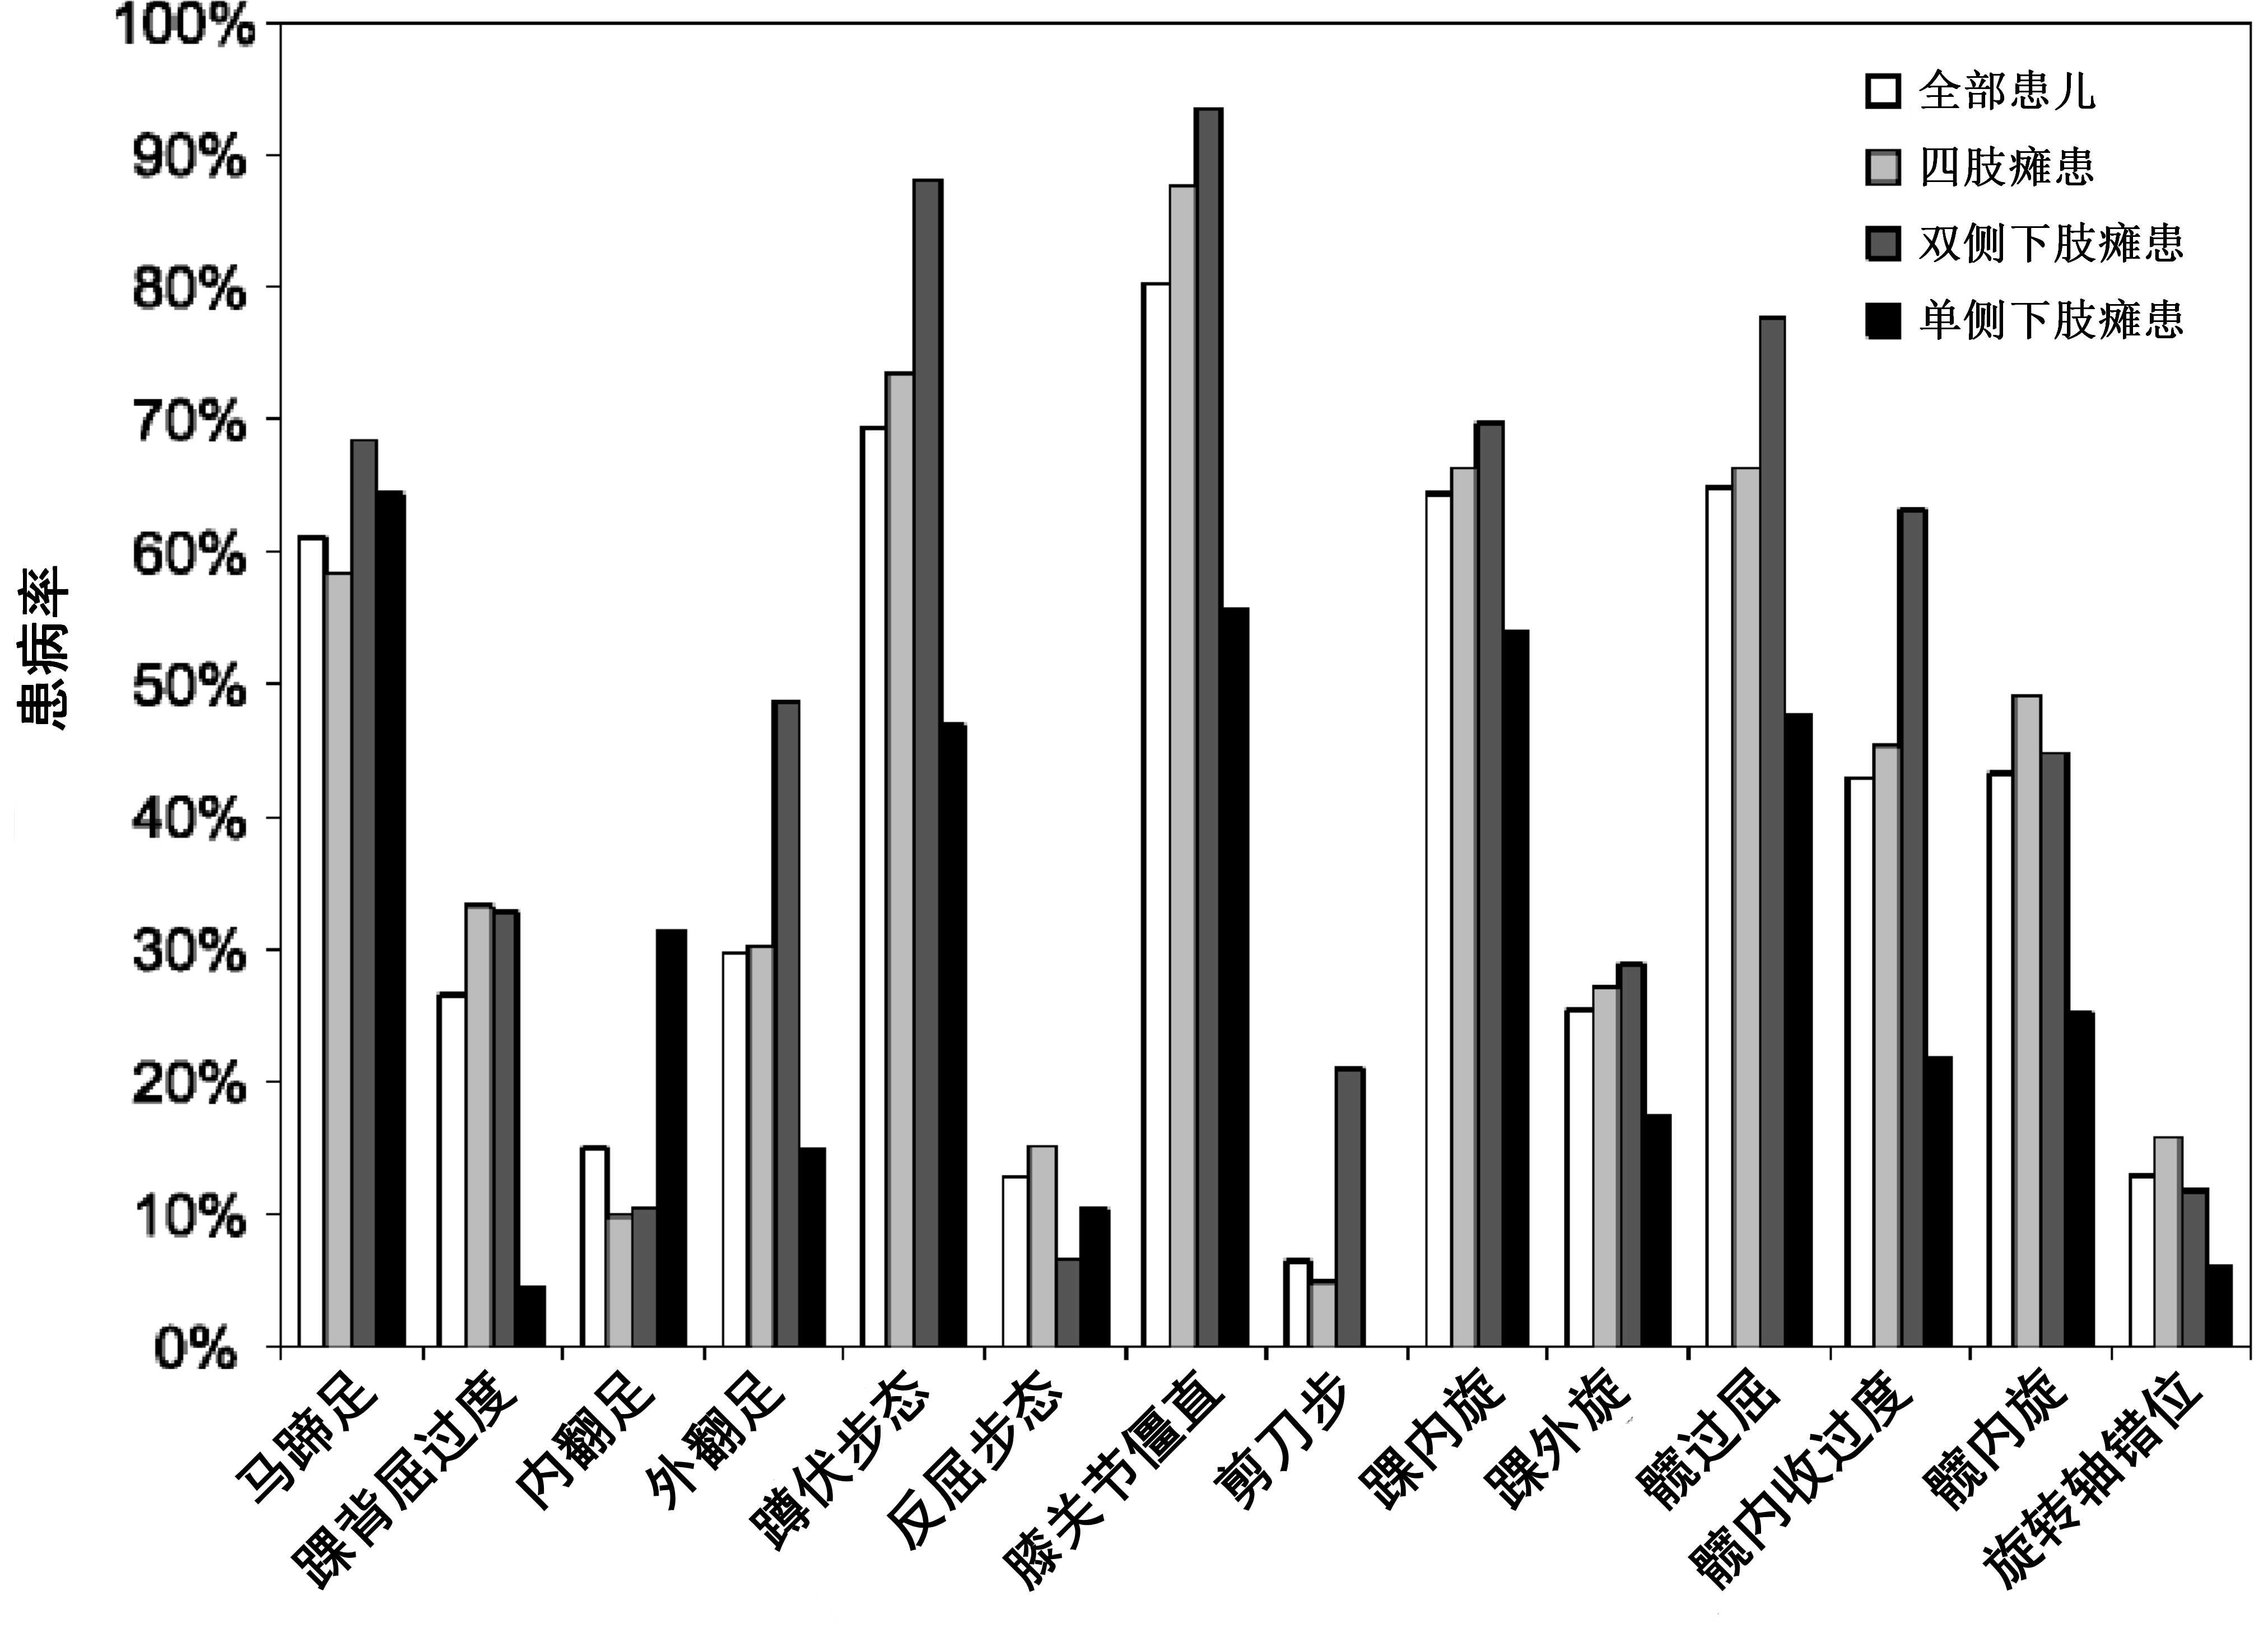 100%
90%
80%
70%
60%
50%
40%
30%
20%
10%
0%
患病率
全部患儿
四肢瘫患
双侧下肢瘫患
单侧下肢瘫患
马蹄足
踝背屈过度
内翻足
外翻足
蹲伏步态
反屈步态
膝关节僵直
剪刀步
踝内旋
踝外旋
髋过屈
髋内收过度
髋内旋
旋转轴错位